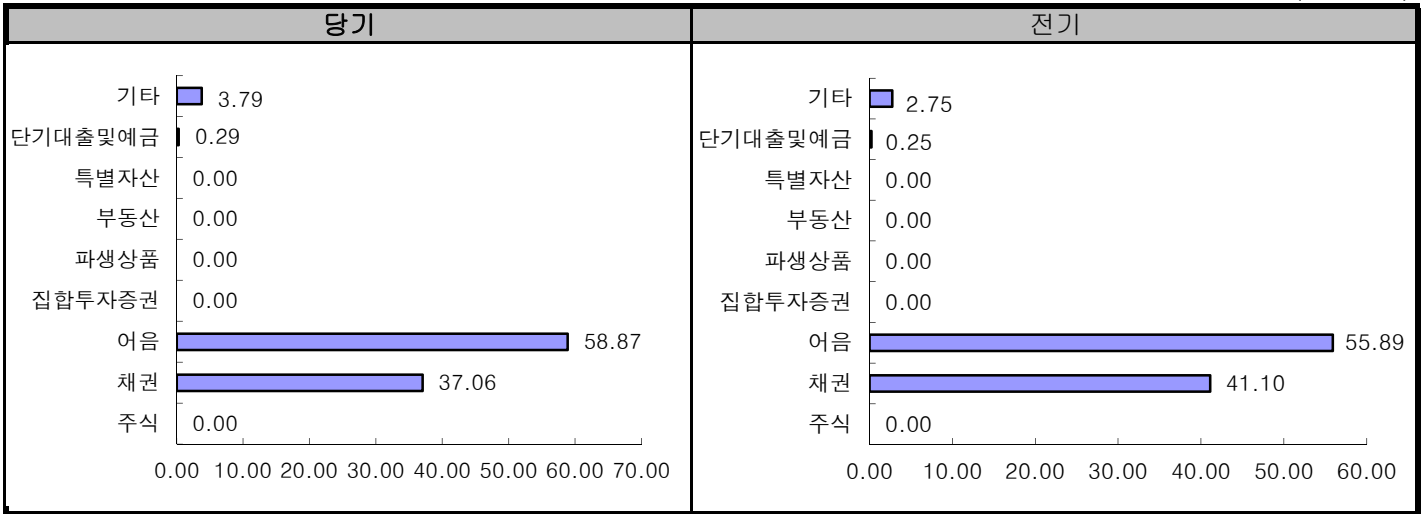 당기
전기
기타 3.79
단기대출및예금 0.29
특별자산 0.00
부동산 0.00
파생상품 0.00
집합투자증권 0.00
어음 58.87
채권 37.06
주식 0.00
0.00 10.00 20.00 30.00 40.00 50.00 60.00 70.00
기타 2.75
단기대출및예금 0.25
특별자산 0.00
부동산 0.00
파생상품 0.00
집합투자증권 0.00
어음 55.89
채권 41.10
주식 0.00
0.00 10.00 20.00 30.00 40.00 50.00 60.00